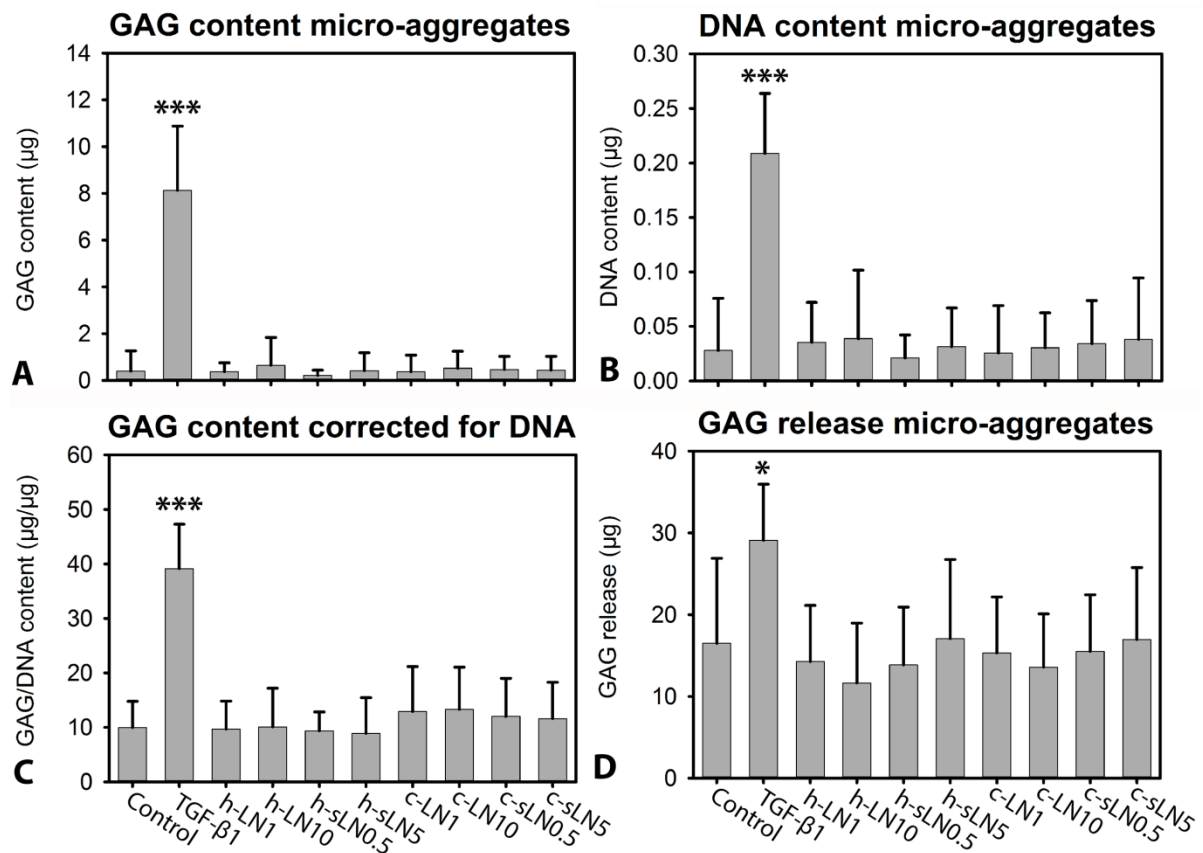 GAG content micro-aggregates
14
12
10
8
6
4
2
0
GAG content (µg)
***
A
DNA content micro-aggregates
0.30
0.25
0.20
0.15
0.10
0.05
0.00
DNA content (µg)
***
B
GAG content corrected for DNA
60
50
40
30
20
10
0
GAG/DNA content (µg/µg)
***
C
Control
TGF-β1
h-LN1
h-LN10
h-sLN0.5
h-sLN5
c-LN1
c-LN10
c-sLN0.5
c-sLN5
GAG release micro-aggregates
40
30
20
10
0
GAG release (µg)
*
D
Control
TGF-β1
h-LN1
h-LN10
h-sLN0.5
h-sLN5
c-LN1
c-LN10
c-sLN0.5
c-sLN5